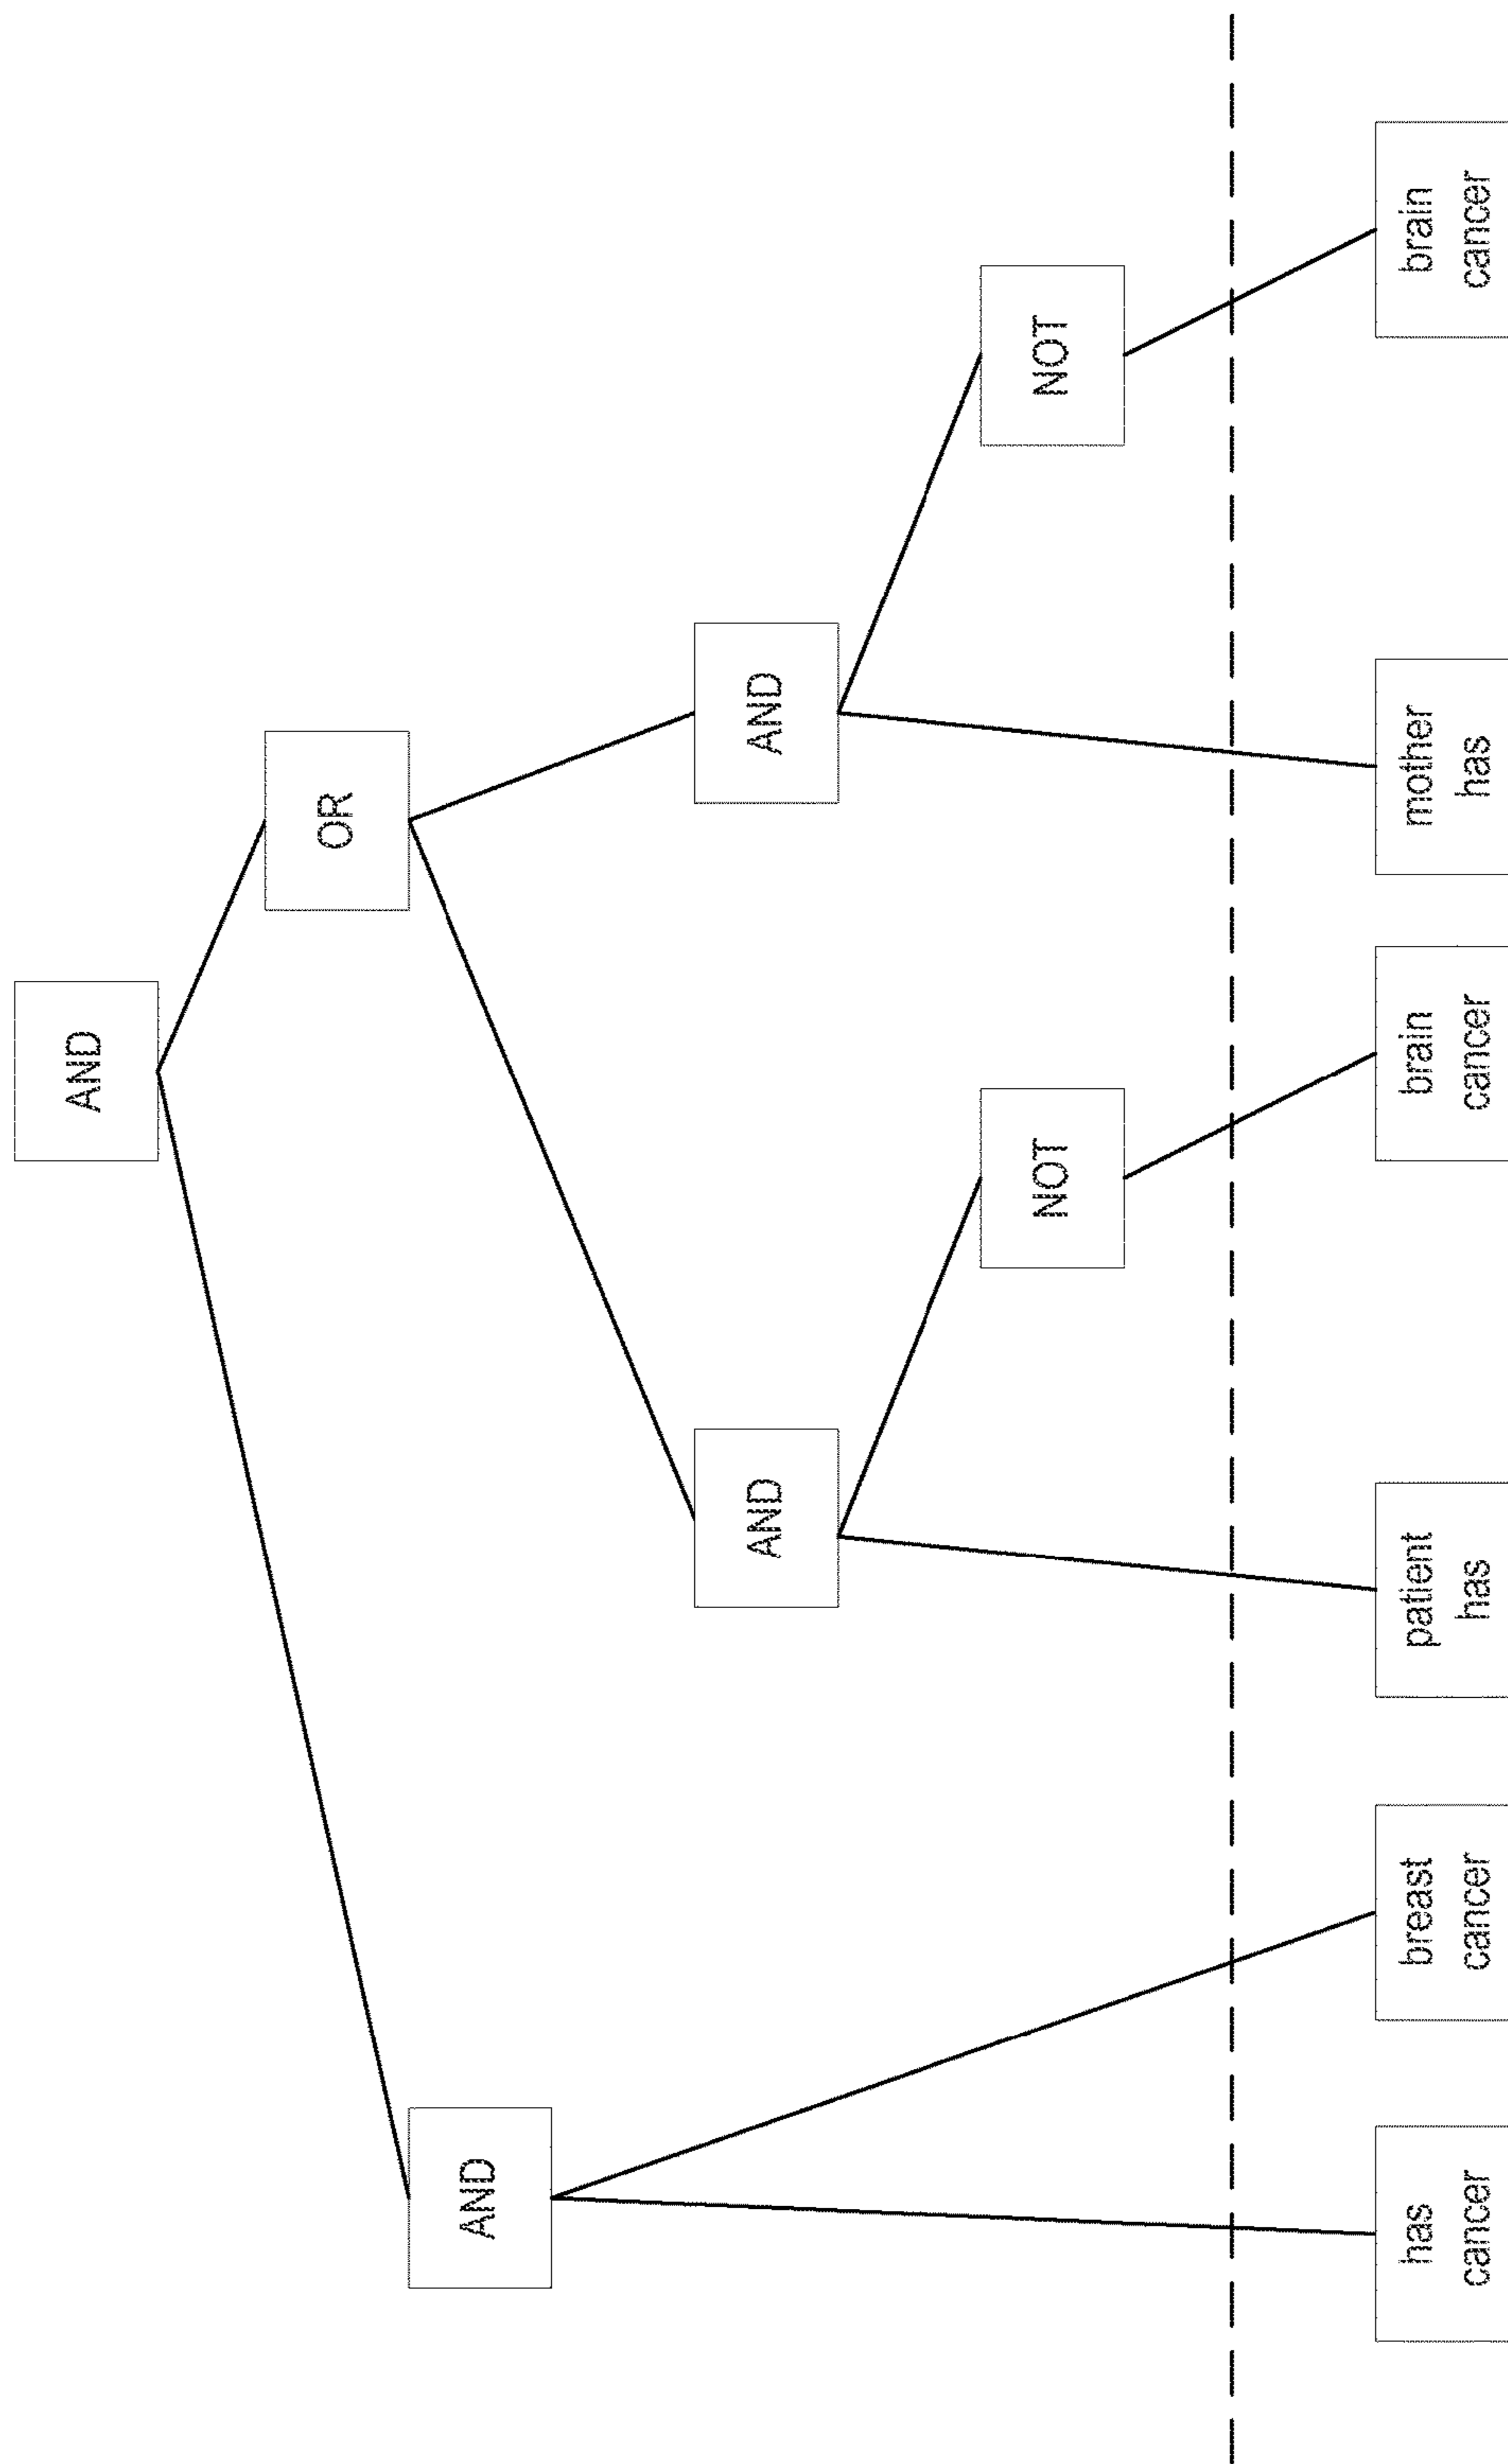 AND
OR
AND
AND
AND
NOT
NOT
has
cancer
breast
cancer
patient
has
brain
cancer
mother
has
brain
cancer